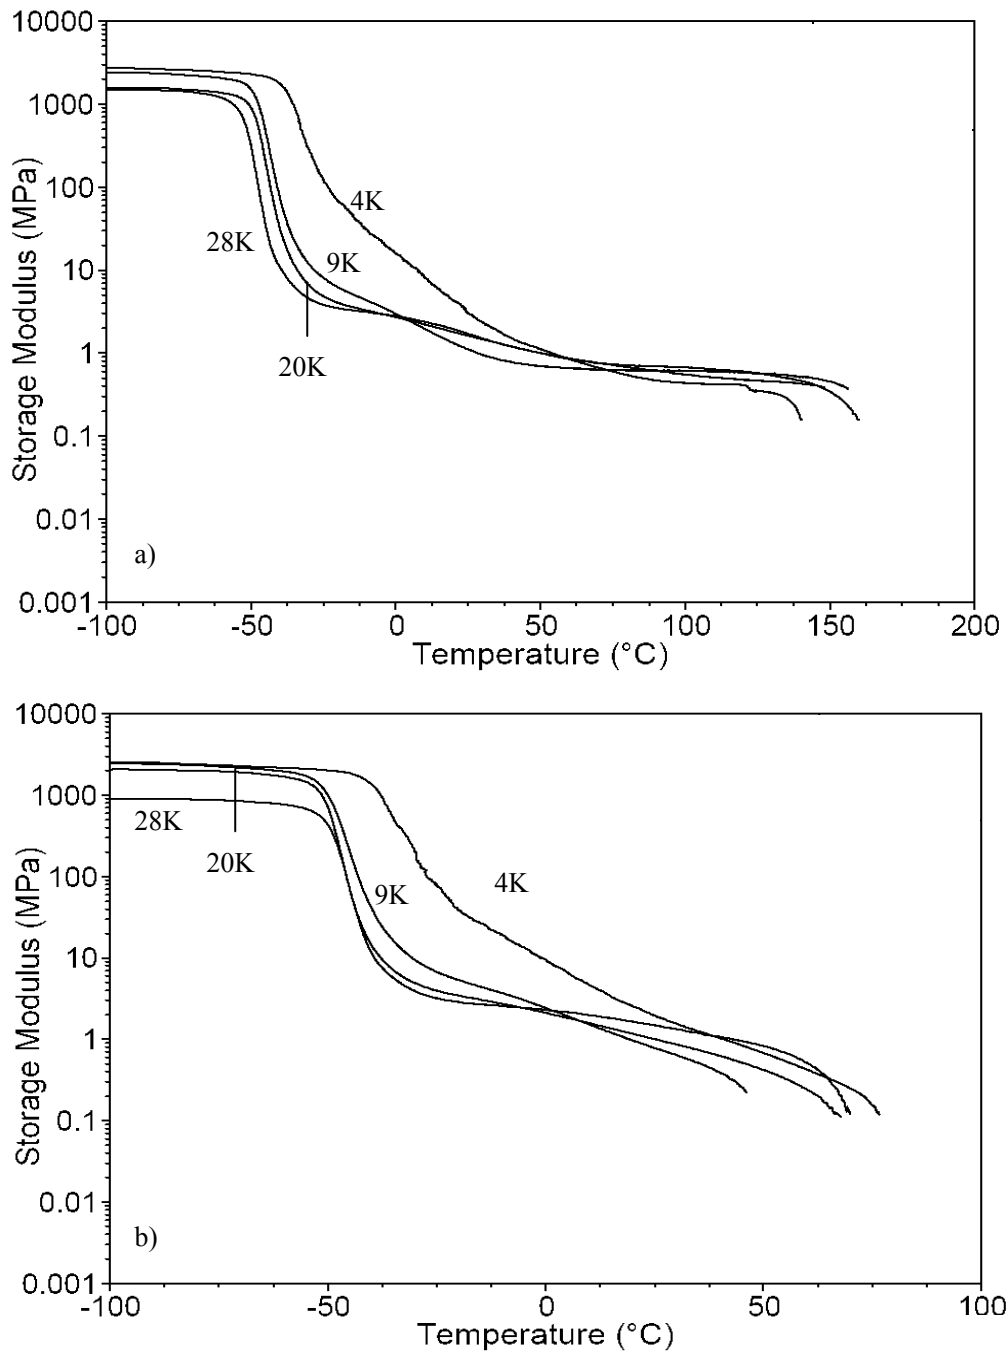 10000
1000
100
10
1
0.1
0.01
0.001
Storage Modulus (MPa)
4K
28K
9K
20K
a)
-100 -50 0 50 100 150 200
Temperature (°C)
10000
1000
100
10
1
0.1
0.01
0.001
Storage Modulus (MPa)
28K
20K
9K
4K
b)
-100 -50 0 50 100
Temperature (°C)